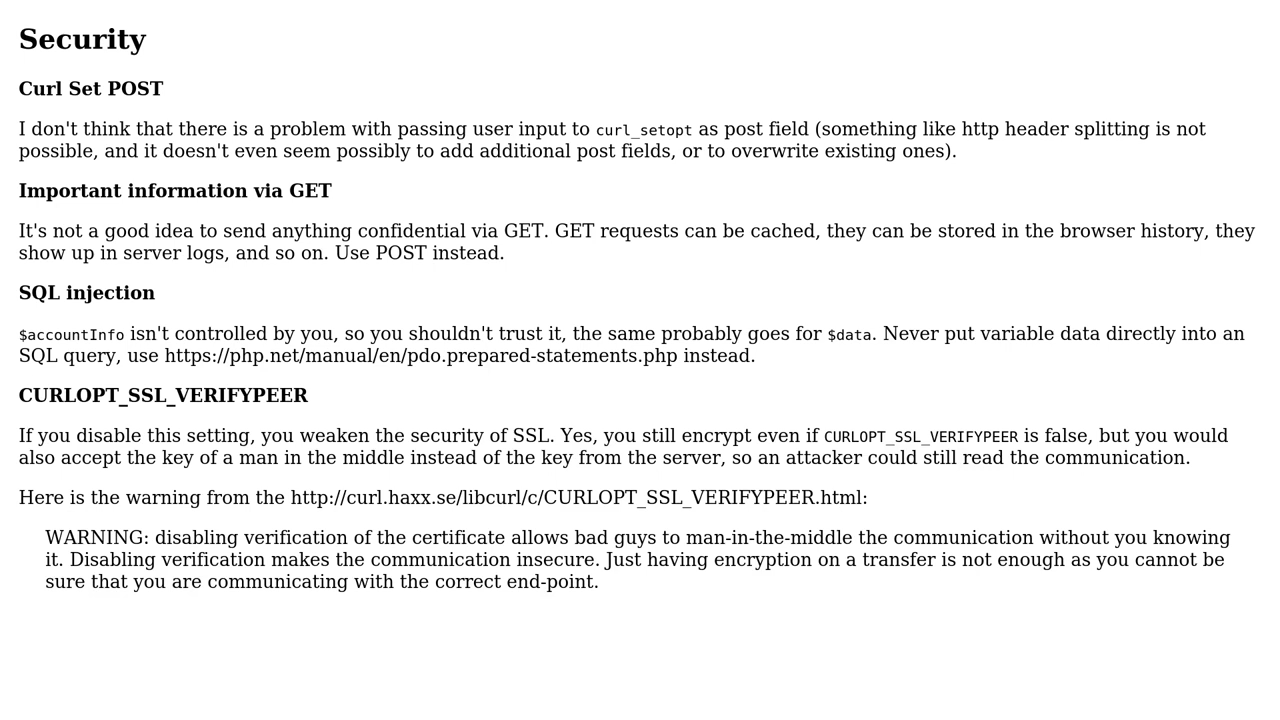 Security
Curl Set POST
I don't think that there is a problem with passing user input to curl_setopt as post field (something like http header splitting is not
possible, and it doesn't even seem possibly to add additional post fields, or to overwrite existing ones).
Important information via GET
It's not a good idea to send anything confidential via GET. GET requests can be cached, they can be stored in the browser history, they
show up in server logs, and so on. Use POST instead.
SQL injection
$accountInfo isn't controlled by you, so you shouldn't trust it, the same probably goes for $data. Never put variable data directly into an
SQL query, use https://php.net/manual/en/pdo.prepared-statements.php instead.
CURLOPT_SSL_VERIFYPEER
If you disable this setting, you weaken the security of SSL. Yes, you still encrypt even if CURLOPT_SSL_VERIFYPEER is false, but you would
also accept the key of a man in the middle instead of the key from the server, so an attacker could still read the communication.
Here is the warning from the http://curl.haxx.se/libcurl/c/CURLOPT_SSL_VERIFYPEER.html:
WARNING: disabling verification of the certificate allows bad guys to man-in-the-middle the communication without you knowing
it. Disabling verification makes the communication insecure. Just having encryption on a transfer is not enough as you cannot be
sure that you are communicating with the correct end-point.